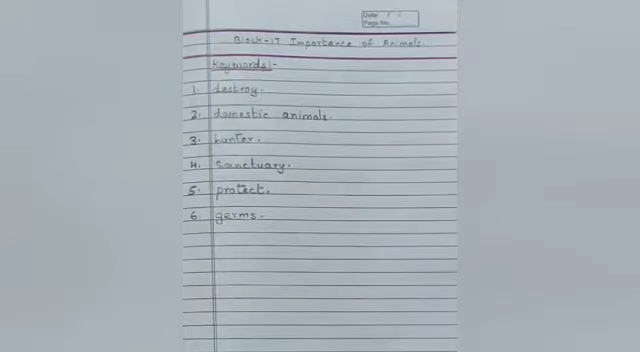 Date:
Page No.
Block-17 Importance of Animals.
Keywords:-
1. destroy.
2. domestic animals.
3. hunter.
4. sanctuary.
5. protect.
6. germs.